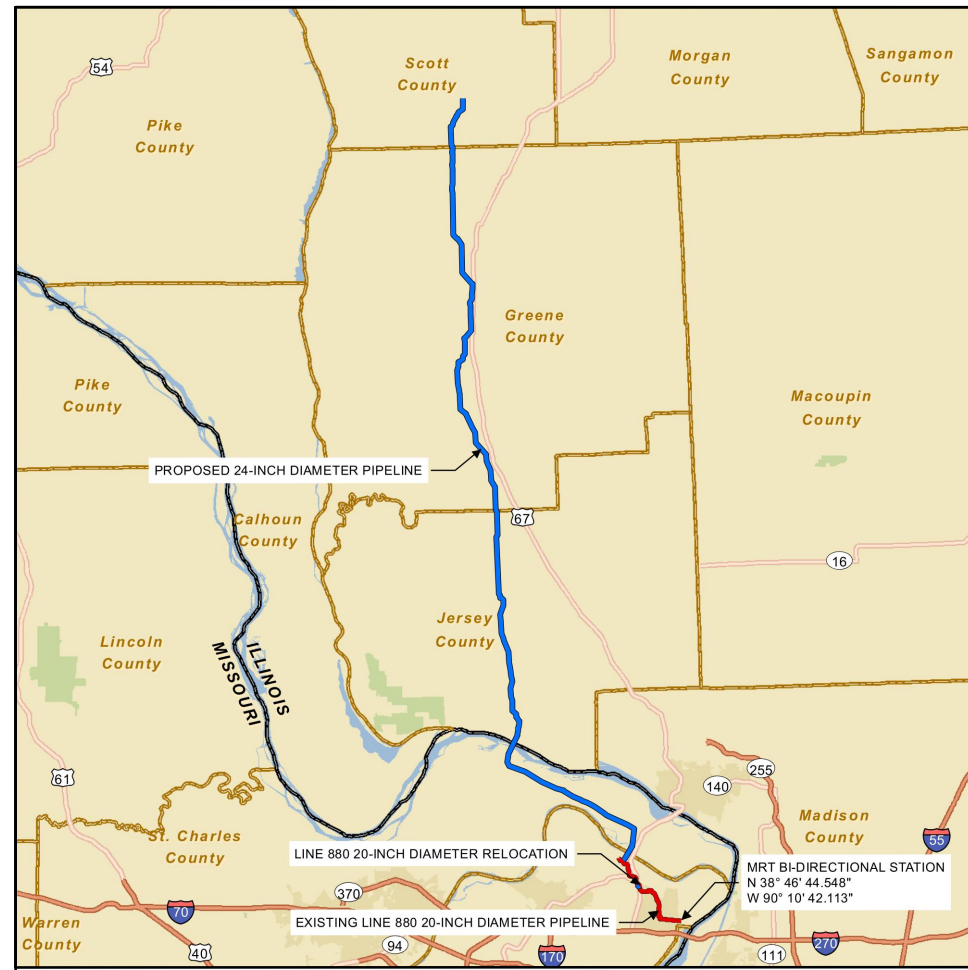 54
Scott
County
Morgan
County
Sangamon
County
Pike
County
Greene
County
Pike
County
Macoupin
County
PROPOSED 24-INCH DIAMETER PIPELINE
67
Calhoun
County
16
Jersey
County
Lincoln
County
ILLINOIS
MISSOURI
61
255
140
Madison
County
St. Charles
County
55
LINE 880 20-INCH DIAMETER RELOCATION
MRT BI-DIRECTIONAL STATION
N 38° 46' 44.548"
W 90° 10' 42.113"
370
70
EXISTING LINE 880 20-INCH DIAMETER PIPELINE
Warren
County
40
94
170
270
111